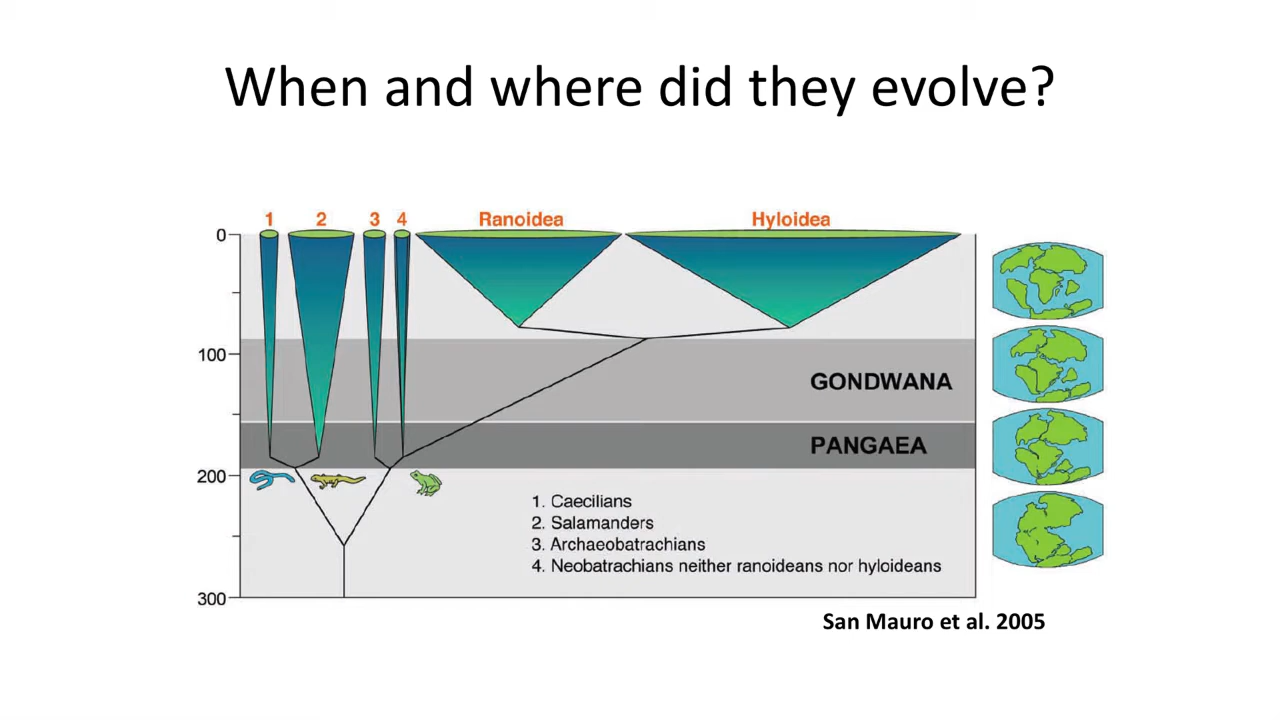 When and where did they evolve?
1 2 3 4 Ranoidea Hyloidea
0
100
GONDWANA
PANGAEA
200
1. Caecilians
2. Salamanders
3. Archaeobatrachians
4. Neobatrachians neither ranoideans nor hyloideans
300
San Mauro et al. 2005